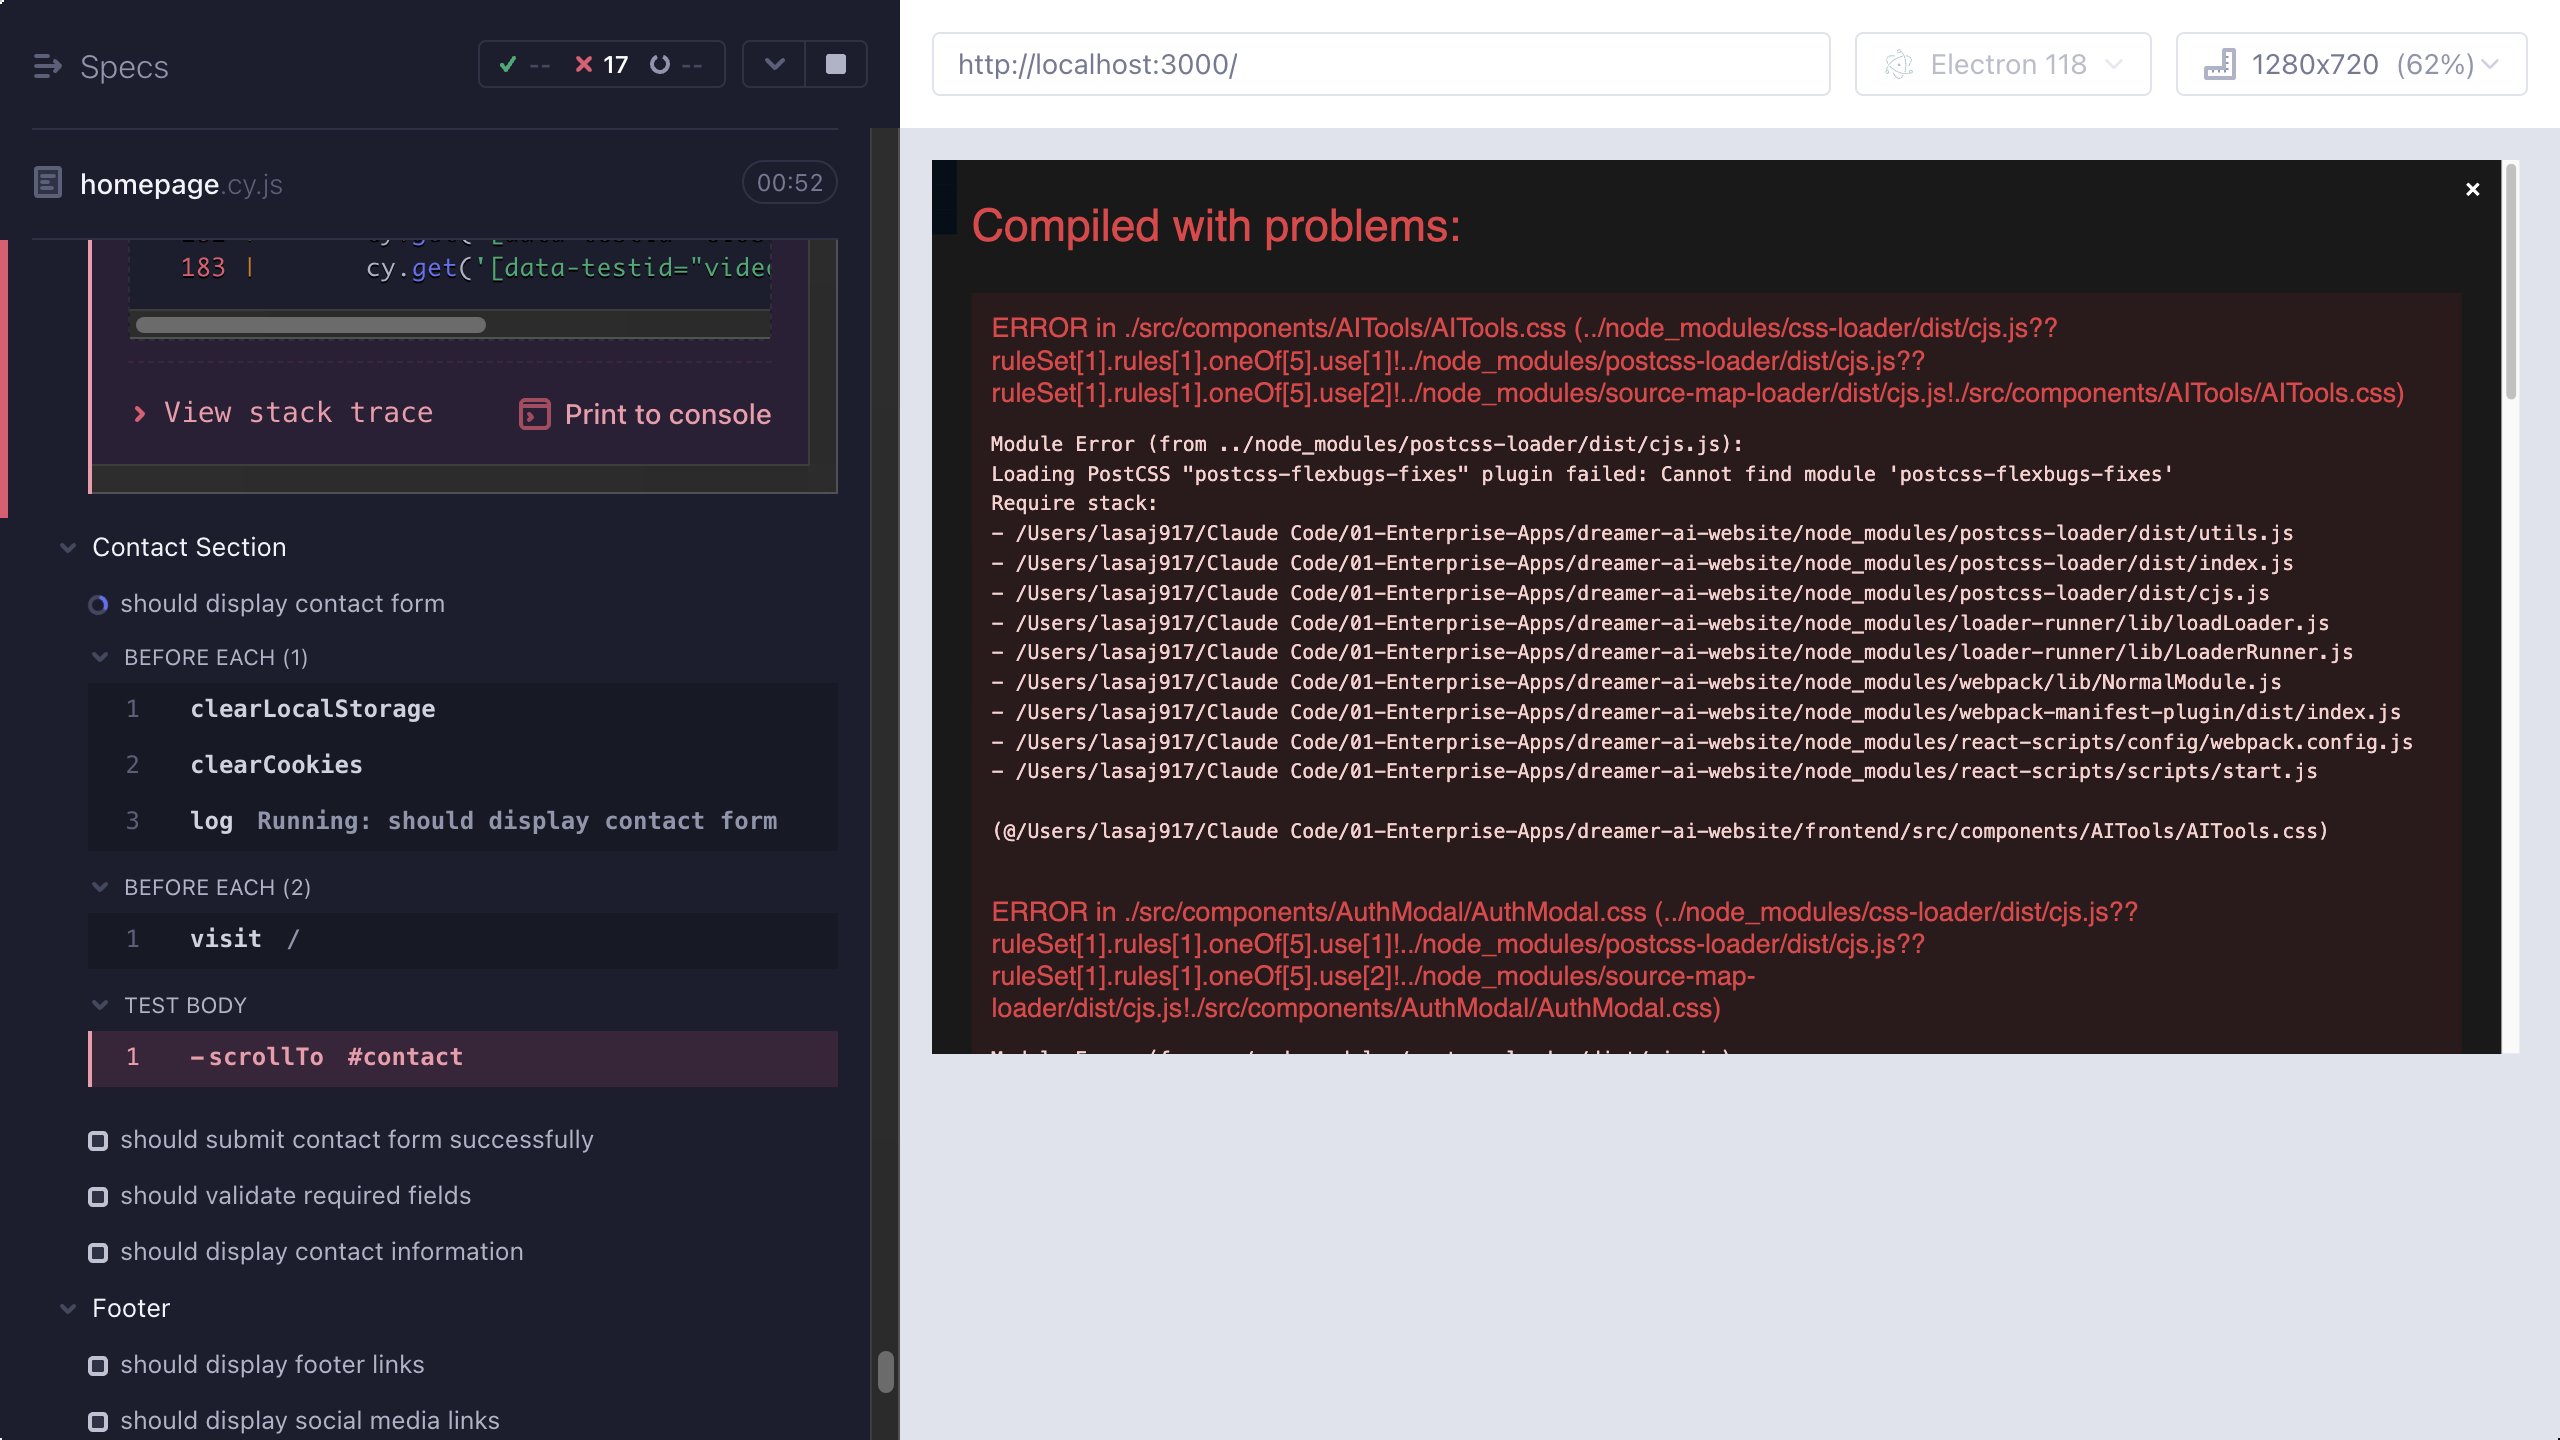 Specs
-- 17 --
homepage.cy.js 00:52
183 | cy.get('[data-testid="video
View stack trace Print to console
Contact Section
should display contact form
BEFORE EACH (1)
1 clearLocalStorage
2 clearCookies
3 log Running: should display contact form
BEFORE EACH (2)
1 visit /
TEST BODY
1 -scrollTo #contact
should submit contact form successfully
should validate required fields
should display contact information
Footer
should display footer links
should display social media links
http://localhost:3000/ Electron 118 1280x720 (62%)
×
Compiled with problems:
ERROR in ./src/components/AITools/AITools.css (../node_modules/css-loader/dist/cjs.js??
ruleSet[1].rules[1].oneOf[5].use[1]!../node_modules/postcss-loader/dist/cjs.js??
ruleSet[1].rules[1].oneOf[5].use[2]!../node_modules/source-map-loader/dist/cjs.js!./src/components/AITools/AITools.css)
Module Error (from ../node_modules/postcss-loader/dist/cjs.js):
Loading PostCSS "postcss-flexbugs-fixes" plugin failed: Cannot find module 'postcss-flexbugs-fixes'
Require stack:
- /Users/lasaj917/Claude Code/01-Enterprise-Apps/dreamer-ai-website/node_modules/postcss-loader/dist/utils.js
- /Users/lasaj917/Claude Code/01-Enterprise-Apps/dreamer-ai-website/node_modules/postcss-loader/dist/index.js
- /Users/lasaj917/Claude Code/01-Enterprise-Apps/dreamer-ai-website/node_modules/postcss-loader/dist/cjs.js
- /Users/lasaj917/Claude Code/01-Enterprise-Apps/dreamer-ai-website/node_modules/loader-runner/lib/loadLoader.js
- /Users/lasaj917/Claude Code/01-Enterprise-Apps/dreamer-ai-website/node_modules/loader-runner/lib/LoaderRunner.js
- /Users/lasaj917/Claude Code/01-Enterprise-Apps/dreamer-ai-website/node_modules/webpack/lib/NormalModule.js
- /Users/lasaj917/Claude Code/01-Enterprise-Apps/dreamer-ai-website/node_modules/webpack-manifest-plugin/dist/index.js
- /Users/lasaj917/Claude Code/01-Enterprise-Apps/dreamer-ai-website/node_modules/react-scripts/config/webpack.config.js
- /Users/lasaj917/Claude Code/01-Enterprise-Apps/dreamer-ai-website/node_modules/react-scripts/scripts/start.js
(@/Users/lasaj917/Claude Code/01-Enterprise-Apps/dreamer-ai-website/frontend/src/components/AITools/AITools.css)
ERROR in ./src/components/AuthModal/AuthModal.css (../node_modules/css-loader/dist/cjs.js??
ruleSet[1].rules[1].oneOf[5].use[1]!../node_modules/postcss-loader/dist/cjs.js??
ruleSet[1].rules[1].oneOf[5].use[2]!../node_modules/source-map-
loader/dist/cjs.js!./src/components/AuthModal/AuthModal.css)